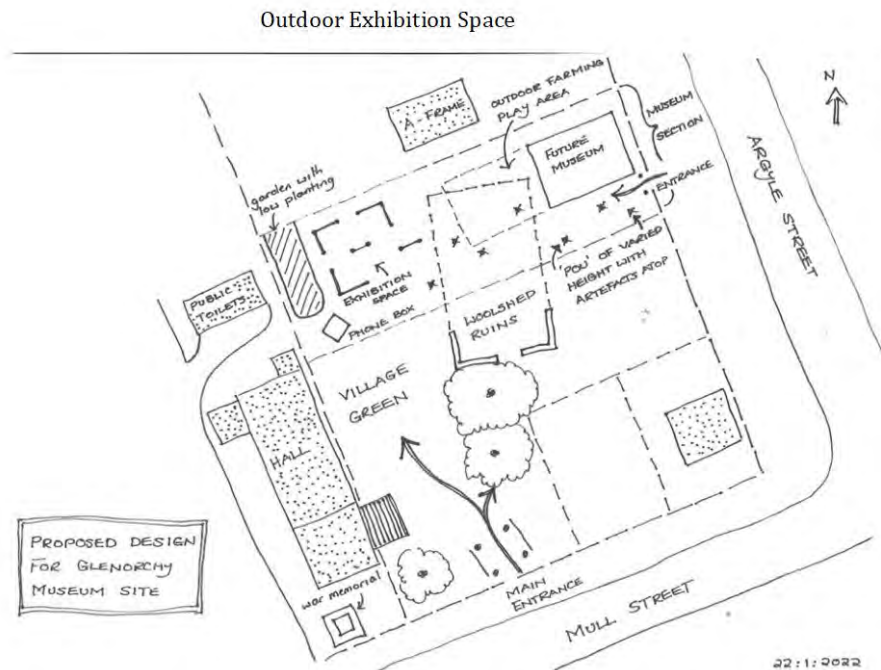 Outdoor Exhibition Space
N
A-FRAME
OUTDOOR FARMING
PLAY AREA
MUSEUM
SECTION
FUTURE
MUSEUM
ENTRANCE
ARGYLE STREET
garden with
low planting
EXHIBITION
SPACE
'POU' OF VARIED
HEIGHT WITH
ARTEFACTS ATOP
PUBLIC
TOILETS
PHONE BOX
WOOLSHED
RUINS
VILLAGE
GREEN
HALL
PROPOSED DESIGN
FOR GLENORCHY
MUSEUM SITE
war memorial
MAIN
ENTRANCE
MULL STREET
22:1:2022